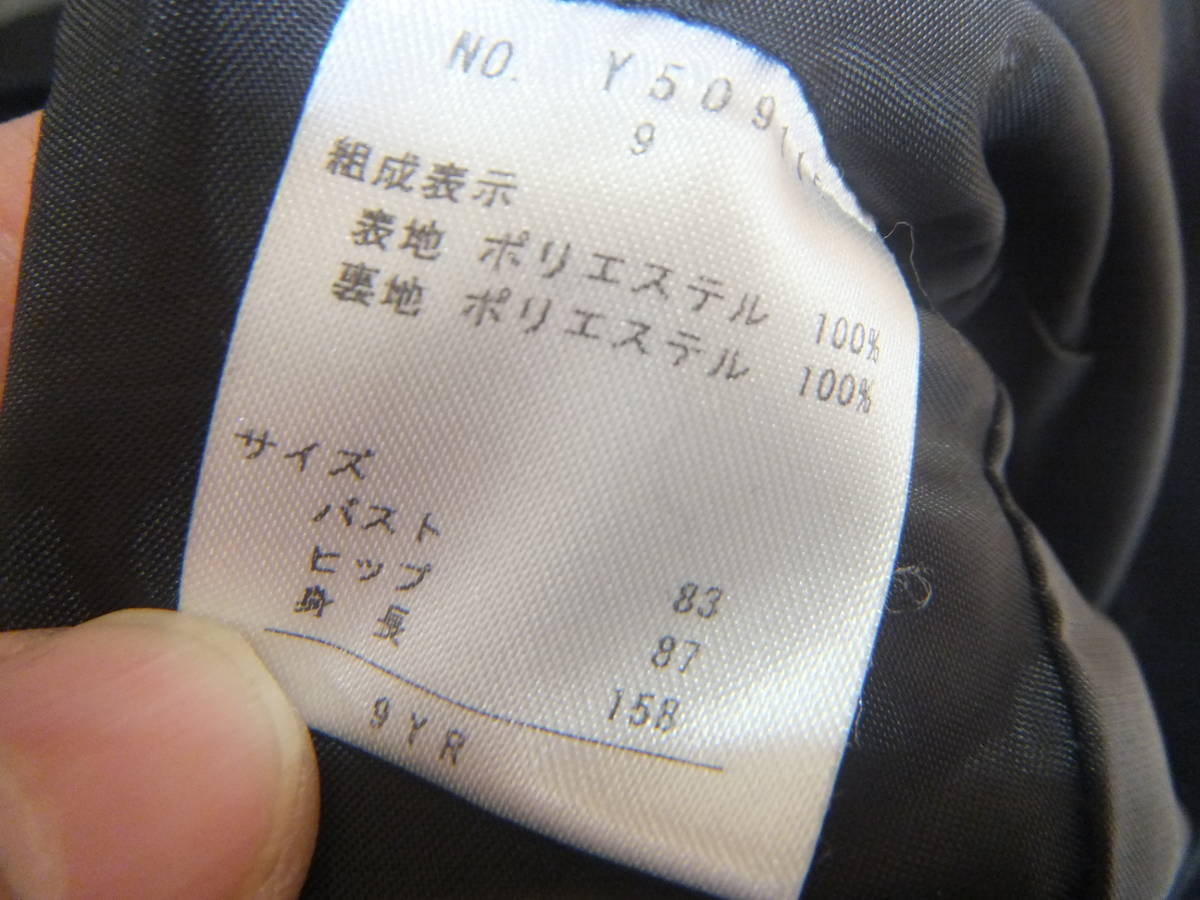 NO. Y509
9
組成表示
表地 ポリエステル 100%
裏地 ポリエステル 100%
サイズ
バスト 83
ヒップ 87
身長 158
9YR